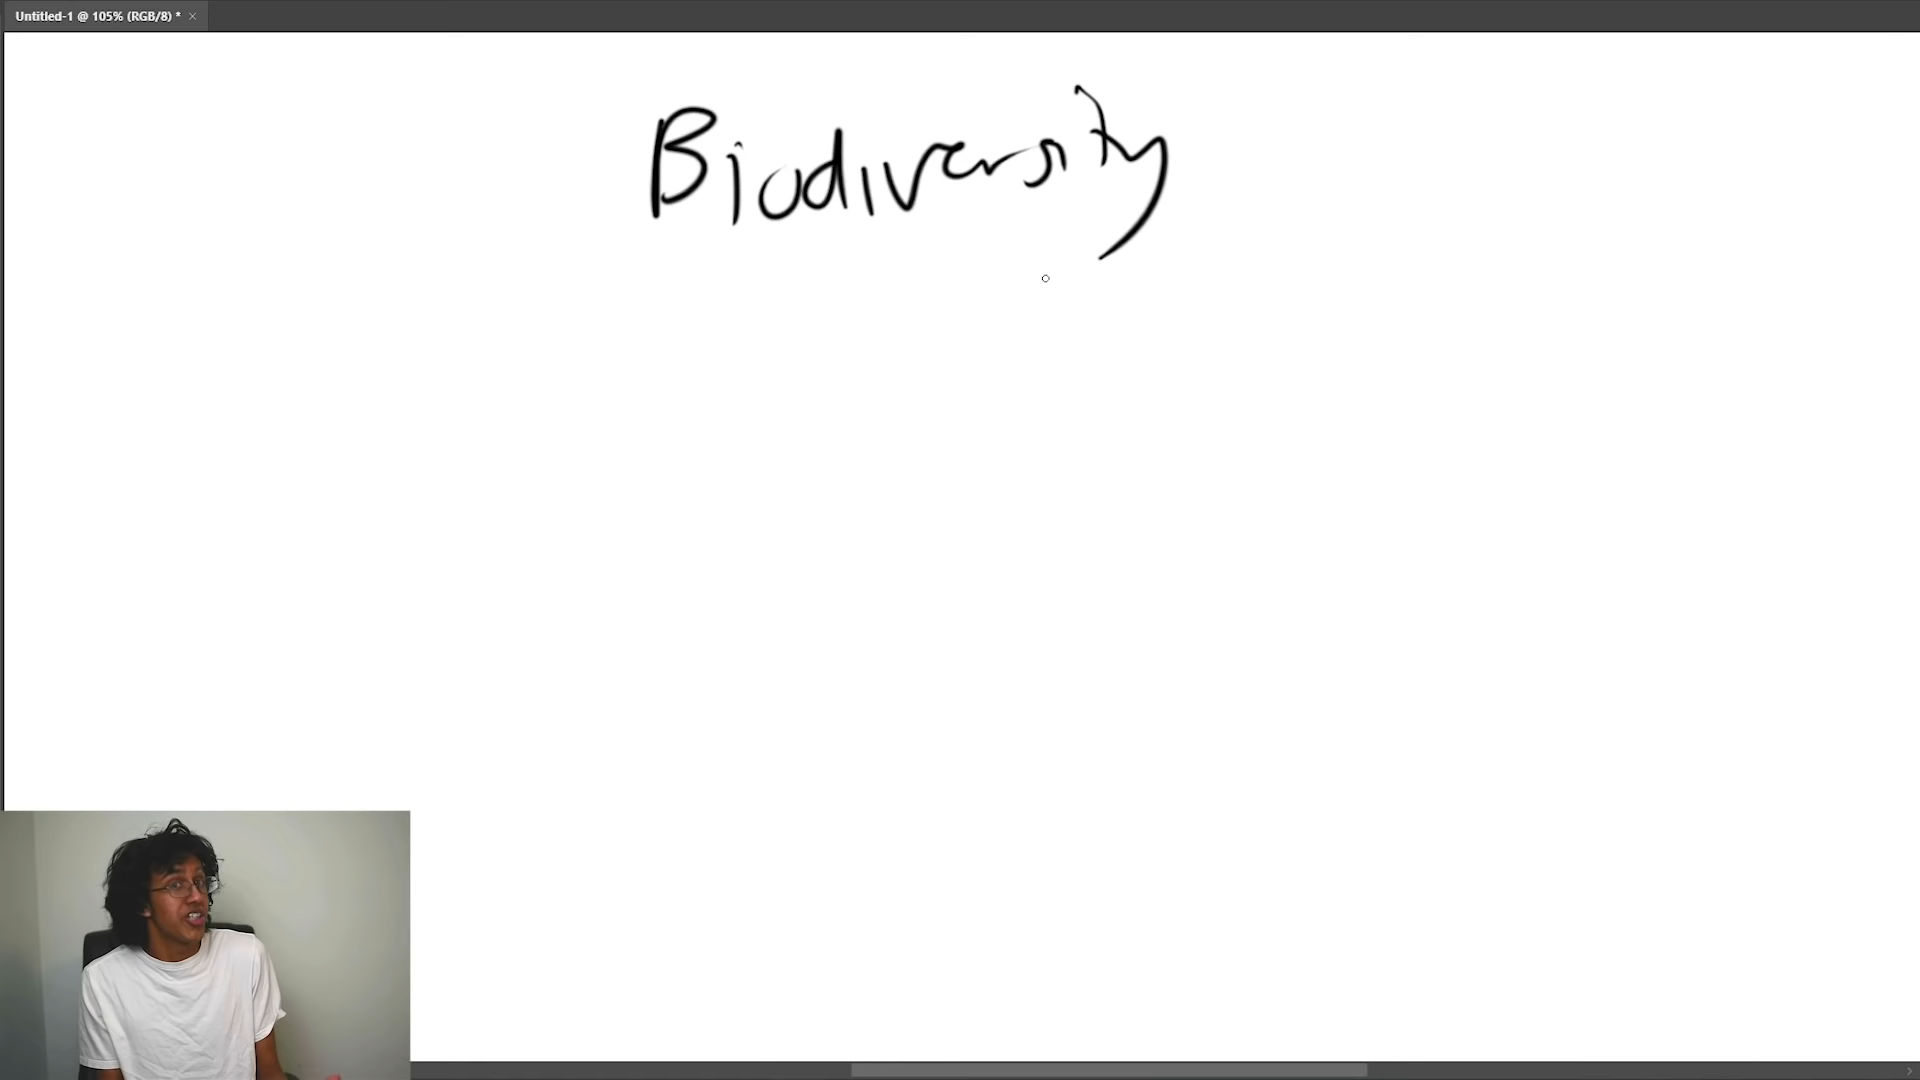 Untitled-1 @ 105% (RGB/8) * ×
Biodiversity